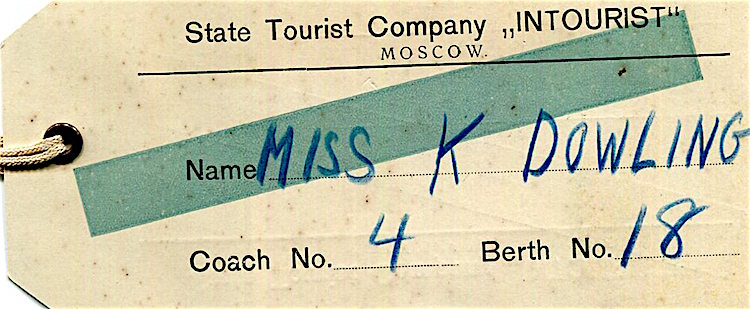 State Tourist Company „INTOURIST“
MOSCOW.
Name MISS K DOWLING
Coach No. 4 Berth No. 18